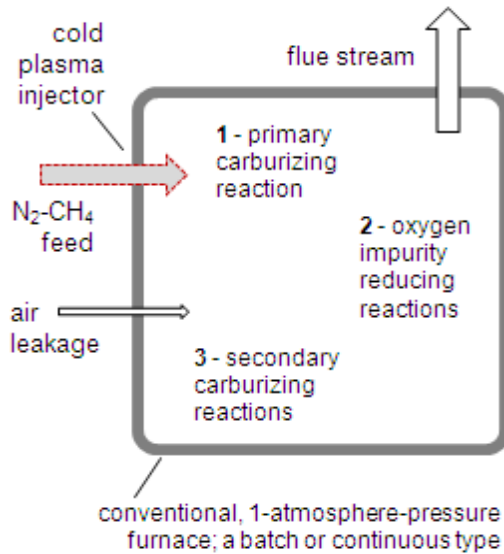 cold
plasma
injector
flue stream
1 - primary
carburizing
reaction
N₂-CH₄
feed
2 - oxygen
impurity
reducing
reactions
air
leakage
3 - secondary
carburizing
reactions
conventional, 1-atmosphere-pressure
furnace; a batch or continuous type